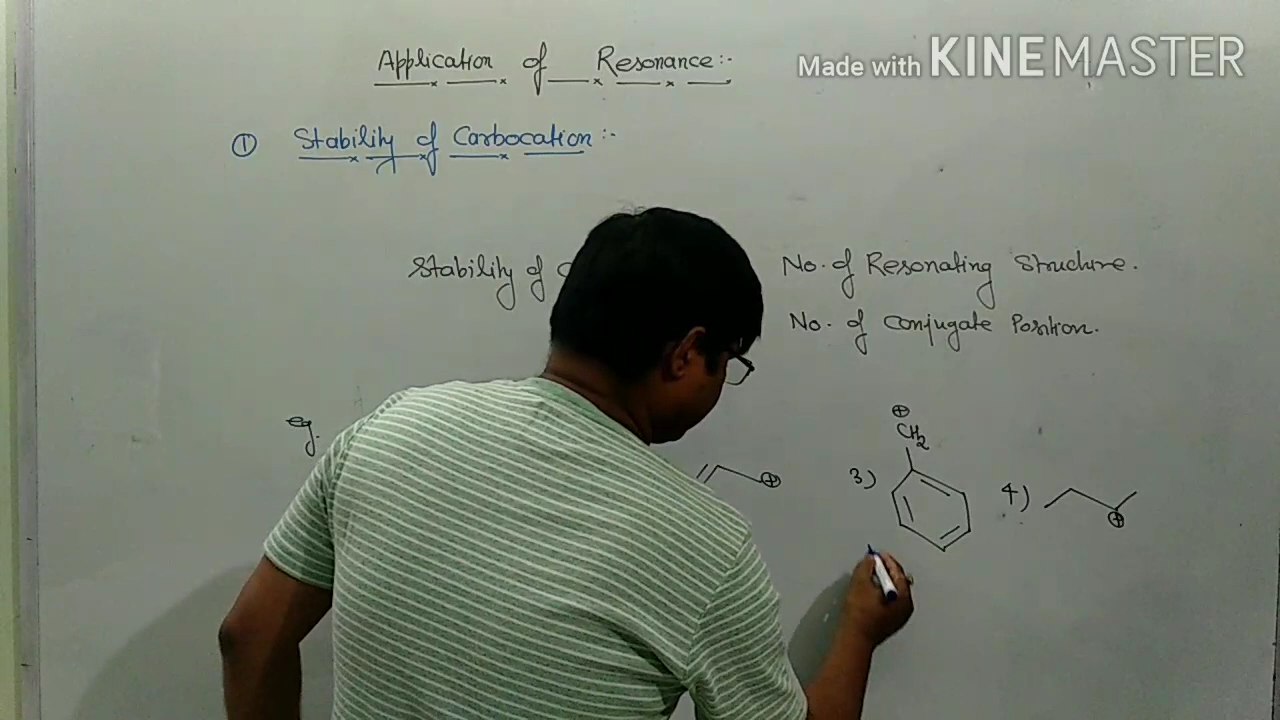 Application of Resonance:-
Made with KINEMASTER
① Stability of Carbocation:-
Stability of
No. of Resonating Structure.
No. of Conjugate Position.
eg.
⊕
CH2
3)
4)
⊕
⊕